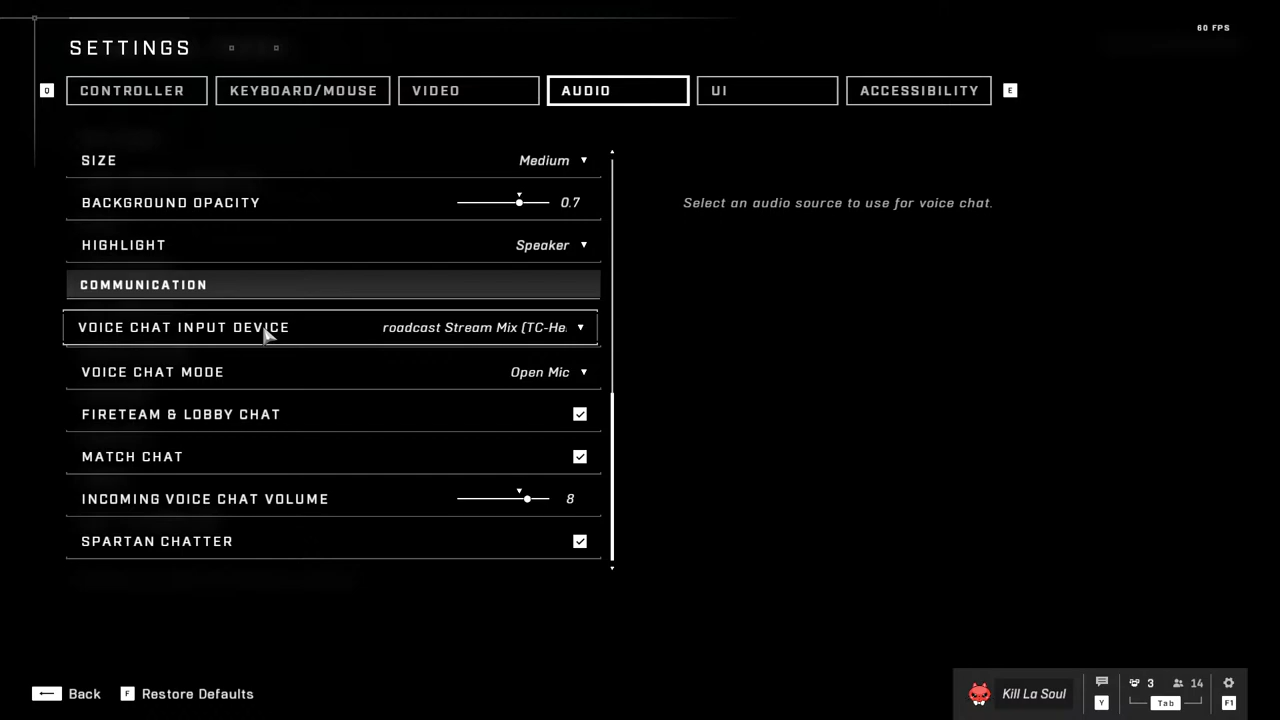 60 FPS
SETTINGS
Q CONTROLLER KEYBOARD/MOUSE VIDEO AUDIO UI ACCESSIBILITY E
SIZE Medium
BACKGROUND OPACITY 0.7 Select an audio source to use for voice chat.
HIGHLIGHT Speaker
COMMUNICATION
VOICE CHAT INPUT DEVICE roadcast Stream Mix (TC-He
VOICE CHAT MODE Open Mic
FIRETEAM & LOBBY CHAT
MATCH CHAT
INCOMING VOICE CHAT VOLUME 8
SPARTAN CHATTER
Back F Restore Defaults
Kill La Soul 3 14
Y Tab F1